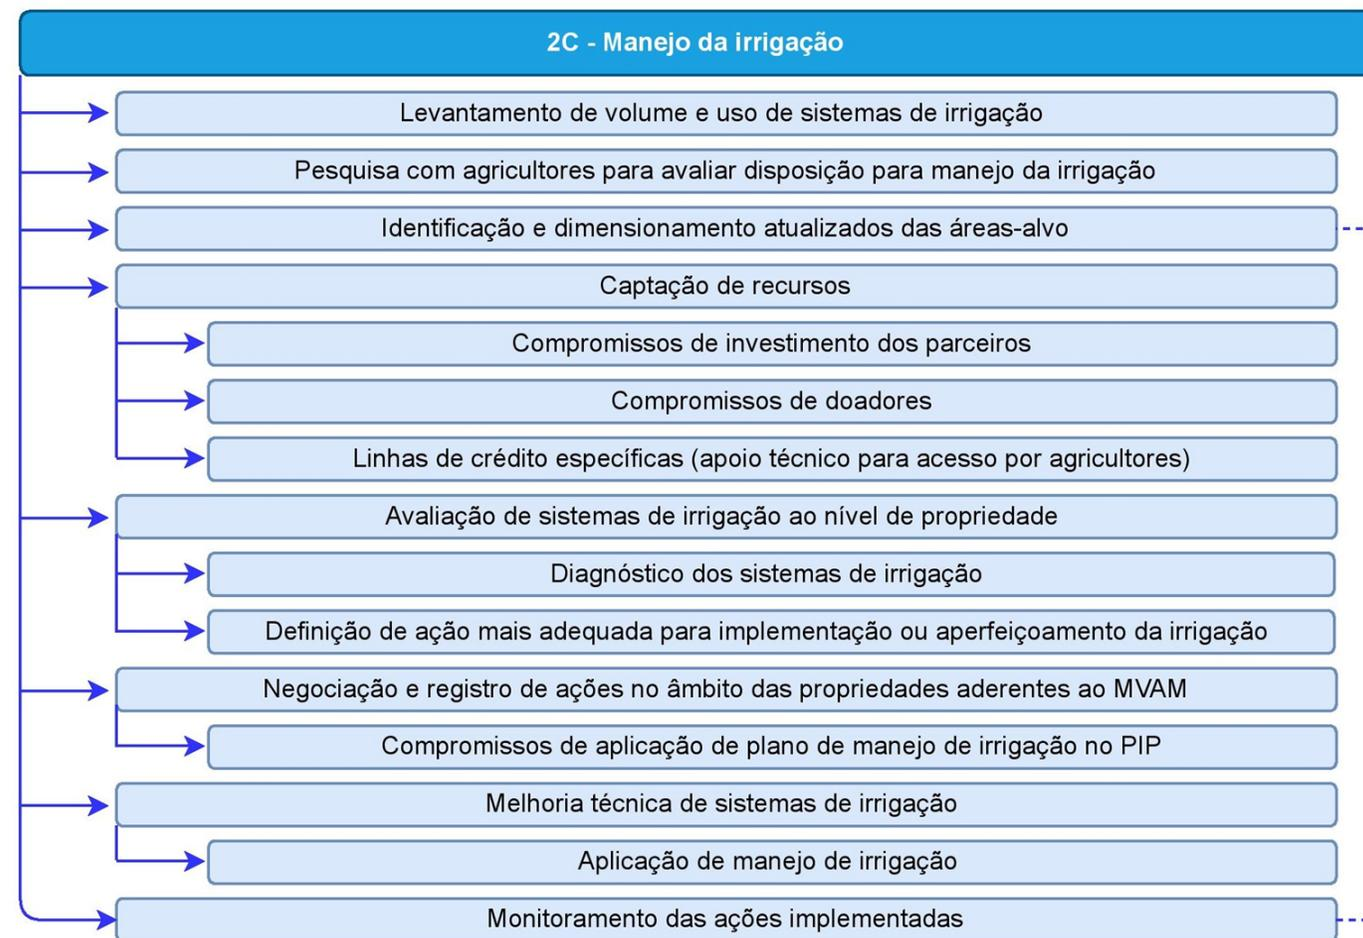 2C - Manejo da irrigação
Levantamento de volume e uso de sistemas de irrigação
Pesquisa com agricultores para avaliar disposição para manejo da irrigação
Identificação e dimensionamento atualizados das áreas-alvo
Captação de recursos
Compromissos de investimento dos parceiros
Compromissos de doadores
Linhas de crédito específicas (apoio técnico para acesso por agricultores)
Avaliação de sistemas de irrigação ao nível de propriedade
Diagnóstico dos sistemas de irrigação
Definição de ação mais adequada para implementação ou aperfeiçoamento da irrigação
Negociação e registro de ações no âmbito das propriedades aderentes ao MVAM
Compromissos de aplicação de plano de manejo de irrigação no PIP
Melhoria técnica de sistemas de irrigação
Aplicação de manejo de irrigação
Monitoramento das ações implementadas